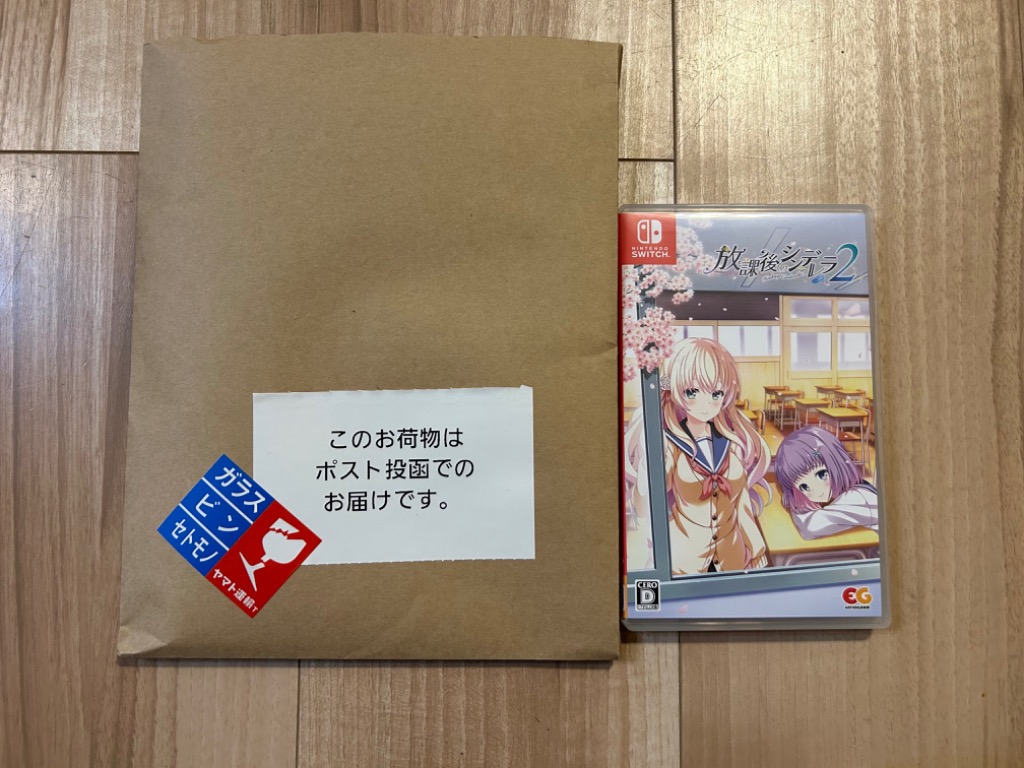 このお荷物は
ポスト投函での
お届けです。
ガラス
ビン
セトモノ
ヤマト運輸T
NINTENDO
SWITCH
放課後シンデレラ2
CERO
D
EG